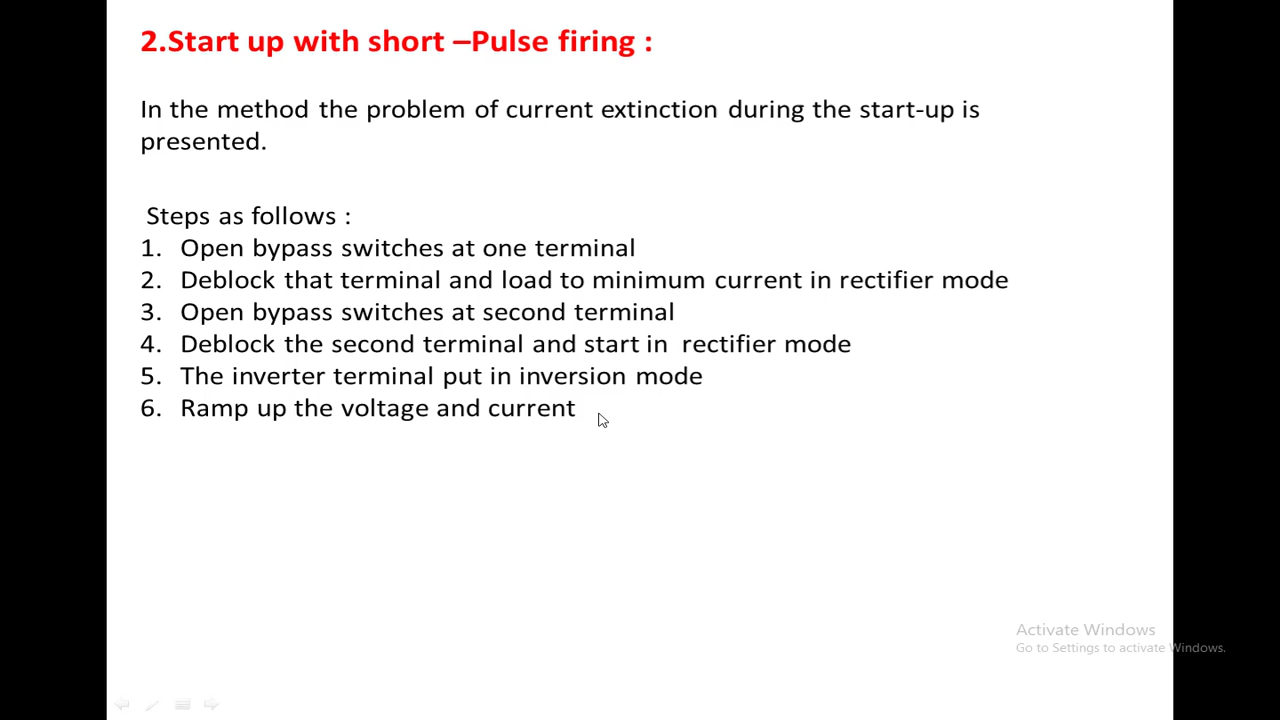 2.Start up with short –Pulse firing :
In the method the problem of current extinction during the start-up is
presented.
Steps as follows :
1. Open bypass switches at one terminal
2. Deblock that terminal and load to minimum current in rectifier mode
3. Open bypass switches at second terminal
4. Deblock the second terminal and start in rectifier mode
5. The inverter terminal put in inversion mode
6. Ramp up the voltage and current
Activate Windows
Go to Settings to activate Windows.